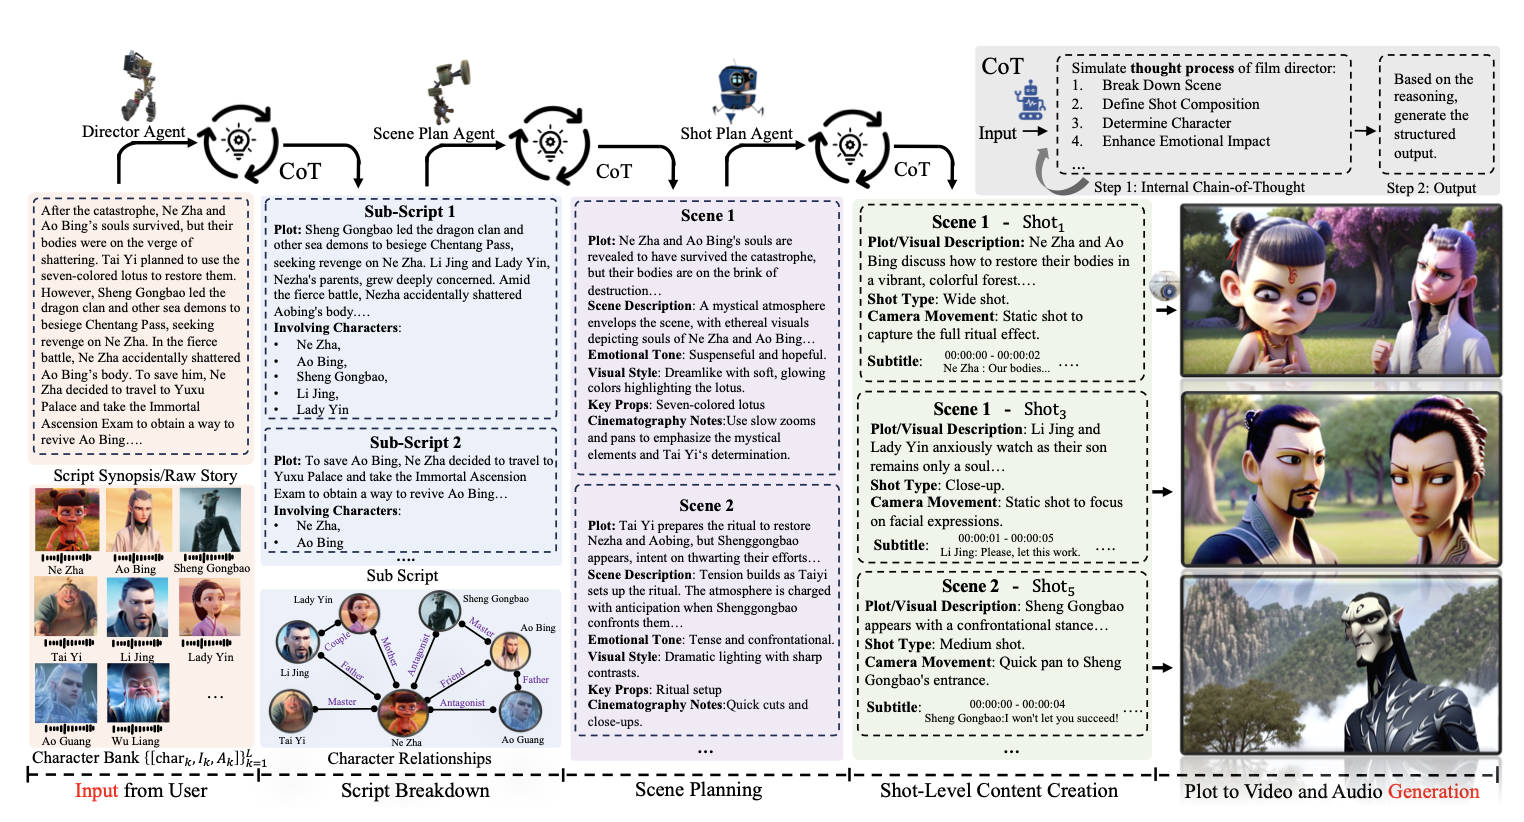 Director Agent
CoT
Scene Plan Agent
CoT
Shot Plan Agent
CoT
CoT
Input
Simulate thought process of film director:
1. Break Down Scene
2. Define Shot Composition
3. Determine Character
4. Enhance Emotional Impact
...
Step 1: Internal Chain-of-Thought
Based on the
reasoning,
generate the
structured
output.
Step 2: Output
After the catastrophe, Ne Zha and
Ao Bing's souls survived, but their
bodies were on the verge of
shattering. Tai Yi planned to use the
seven-colored lotus to restore them.
However, Sheng Gongbao led the
dragon clan and other sea demons to
besiege Chentang Pass, seeking
revenge on Ne Zha. In the fierce
battle, Ne Zha accidentally shattered
Ao Bing's body. To save him, Ne
Zha decided to travel to Yuxu
Palace and take the Immortal
Ascension Exam to obtain a way to
revive Ao Bing….
Script Synopsis/Raw Story
Ne Zha
Ao Bing
Sheng Gongbao
Tai Yi
Li Jing
Lady Yin
Ao Guang
Wu Liang
...
Character Bank {[char_k, I_k, A_k]}_{k=1}^L
Sub-Script 1
Plot: Sheng Gongbao led the dragon clan and
other sea demons to besiege Chentang Pass,
seeking revenge on Ne Zha. Li Jing and Lady Yin,
Nezha's parents, grew deeply concerned. Amid
the fierce battle, Nezha accidentally shattered
Aobing's body.…
Involving Characters:
• Ne Zha,
• Ao Bing,
• Sheng Gongbao,
• Li Jing,
• Lady Yin
Sub-Script 2
Plot: To save Ao Bing, Ne Zha decided to travel to
Yuxu Palace and take the Immortal Ascension
Exam to obtain a way to revive Ao Bing…
Involving Characters:
• Ne Zha,
• Ao Bing
....
Sub Script
Lady Yin
Sheng Gongbao
Ao Bing
Li Jing
Couple
Mother
Antagonist
Master
Father
Friend
Father
Master
Antagonist
Tai Yi
Ne Zha
Ao Guang
Character Relationships
Scene 1
Plot: Ne Zha and Ao Bing's souls are
revealed to have survived the catastrophe,
but their bodies are on the brink of
destruction…
Scene Description: A mystical atmosphere
envelops the scene, with ethereal visuals
depicting souls of Ne Zha and Ao Bing…
Emotional Tone: Suspenseful and hopeful.
Visual Style: Dreamlike with soft, glowing
colors highlighting the lotus.
Key Props: Seven-colored lotus
Cinematography Notes:Use slow zooms
and pans to emphasize the mystical
elements and Tai Yi's determination.
Scene 2
Plot: Tai Yi prepares the ritual to restore
Nezha and Aobing, but Shenggongbao
appears, intent on thwarting their efforts…
Scene Description: Tension builds as Taiyi
sets up the ritual. The atmosphere is charged
with anticipation when Shenggongbao
confronts them…
Emotional Tone: Tense and confrontational.
Visual Style: Dramatic lighting with sharp
contrasts.
Key Props: Ritual setup
Cinematography Notes:Quick cuts and
close-ups.
...
Scene 1 - Shot_1
Plot/Visual Description: Ne Zha and Ao
Bing discuss how to restore their bodies in
a vibrant, colorful forest.…
Shot Type: Wide shot.
Camera Movement: Static shot to
capture the full ritual effect.
Subtitle: 00:00:00 - 00:00:02
Ne Zha : Our bodies... ....
Scene 1 - Shot_3
Plot/Visual Description: Li Jing and
Lady Yin anxiously watch as their son
remains only a soul…
Shot Type: Close-up.
Camera Movement: Static shot to focus
on facial expressions.
Subtitle: 00:00:01 - 00:00:05
Li Jing: Please, let this work. ....
Scene 2 - Shot_5
Plot/Visual Description: Sheng Gongbao
appears with a confrontational stance…
Shot Type: Medium shot.
Camera Movement: Quick pan to Sheng
Gongbao's entrance.
Subtitle: 00:00:00 - 00:00:04
Sheng Gongbao:I won't let you succeed! ....
...
Input from User
Script Breakdown
Scene Planning
Shot-Level Content Creation
Plot to Video and Audio Generation